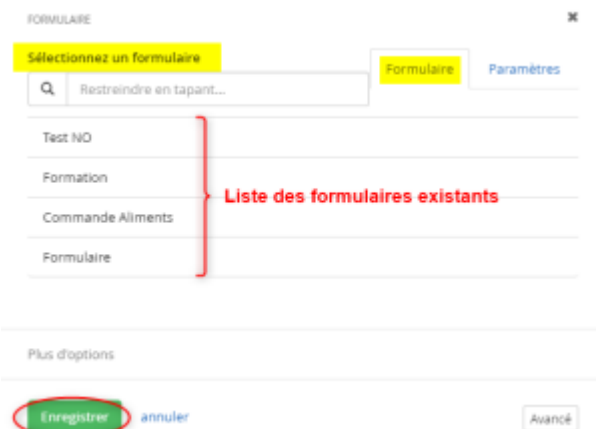 FORMULAIRE
Sélectionnez un formulaire
Formulaire
Paramètres
Restreindre en tapant...
Test NO
Formation
Liste des formulaires existants
Commande Aliments
Formulaire
Plus d'options
Enregistrer
annuler
Avancé